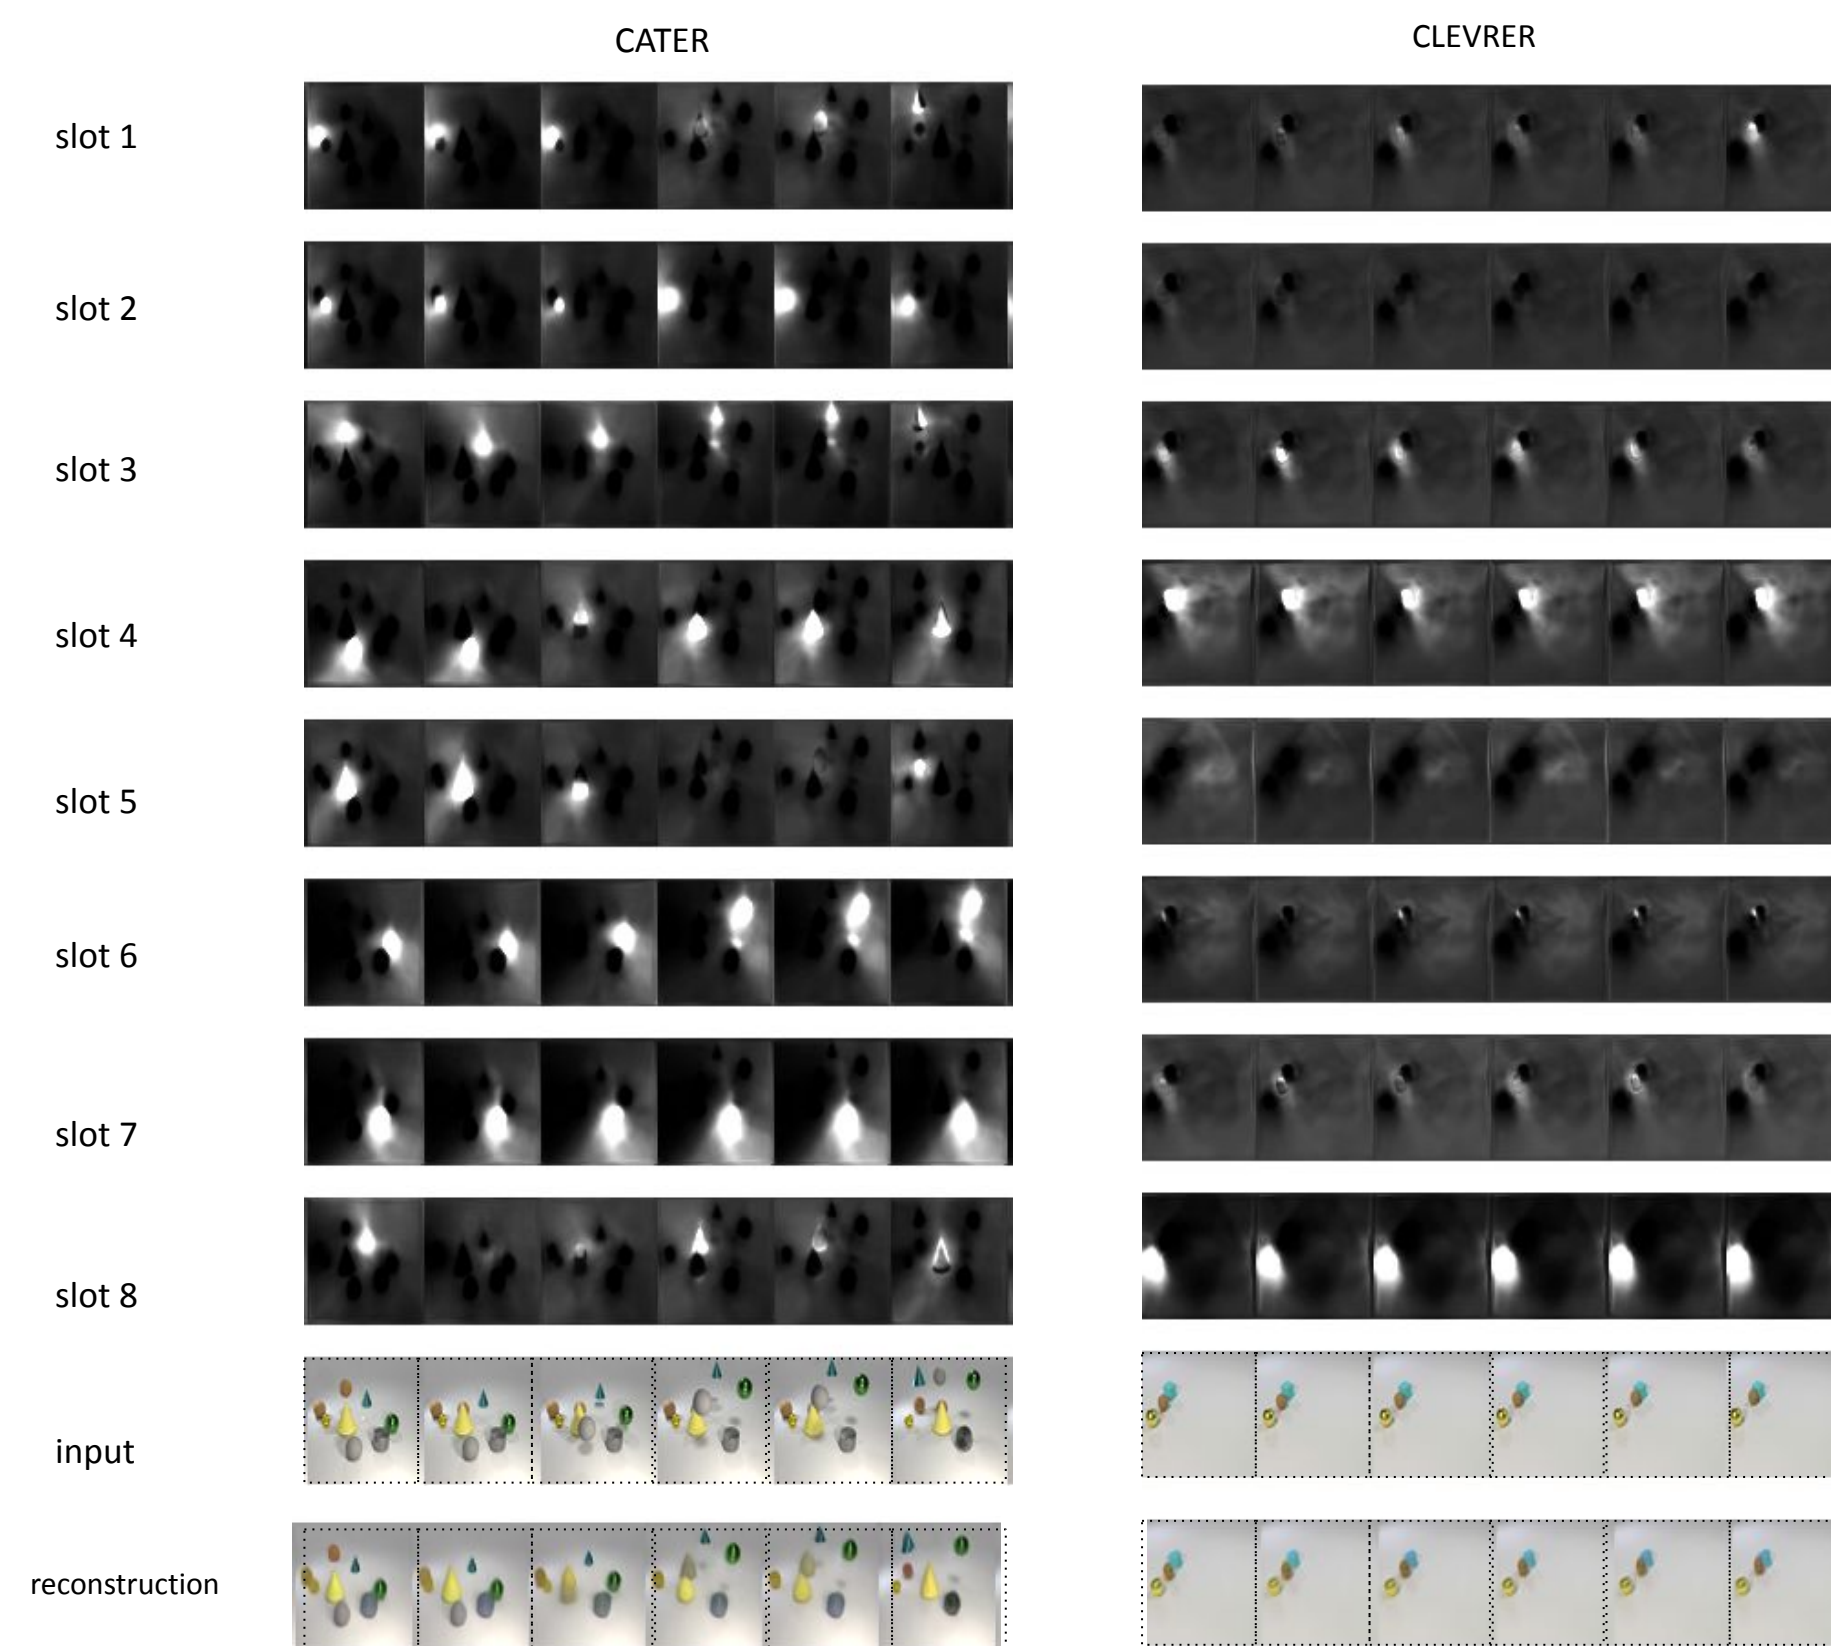 CATER
CLEVRER
slot 1
slot 2
slot 3
slot 4
slot 5
slot 6
slot 7
slot 8
input
reconstruction